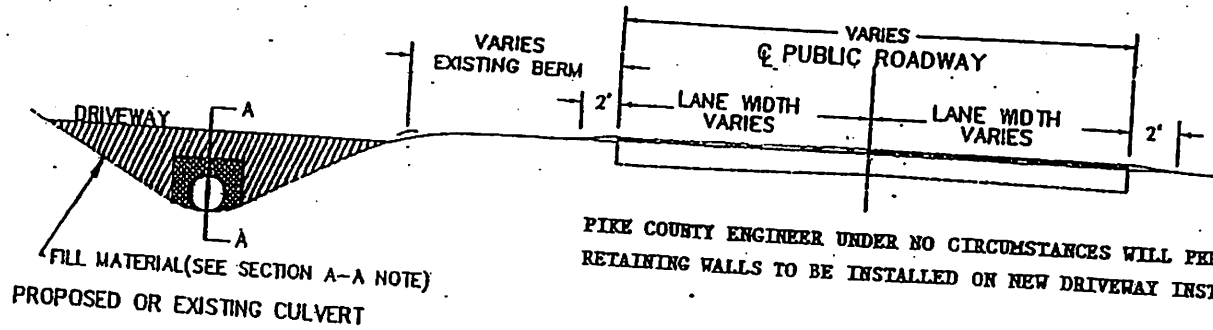 VARIES
℄ PUBLIC ROADWAY
VARIES
EXISTING BERM
2'
LANE WIDTH
VARIES
LANE WIDTH
VARIES
2'
DRIVEWAY
A
A
FILL MATERIAL(SEE SECTION A-A NOTE)
PROPOSED OR EXISTING CULVERT
PIKE COUNTY ENGINEER UNDER NO CIRCUMSTANCES WILL
RETAINING WALLS TO BE INSTALLED ON NEW DRIVEWAY